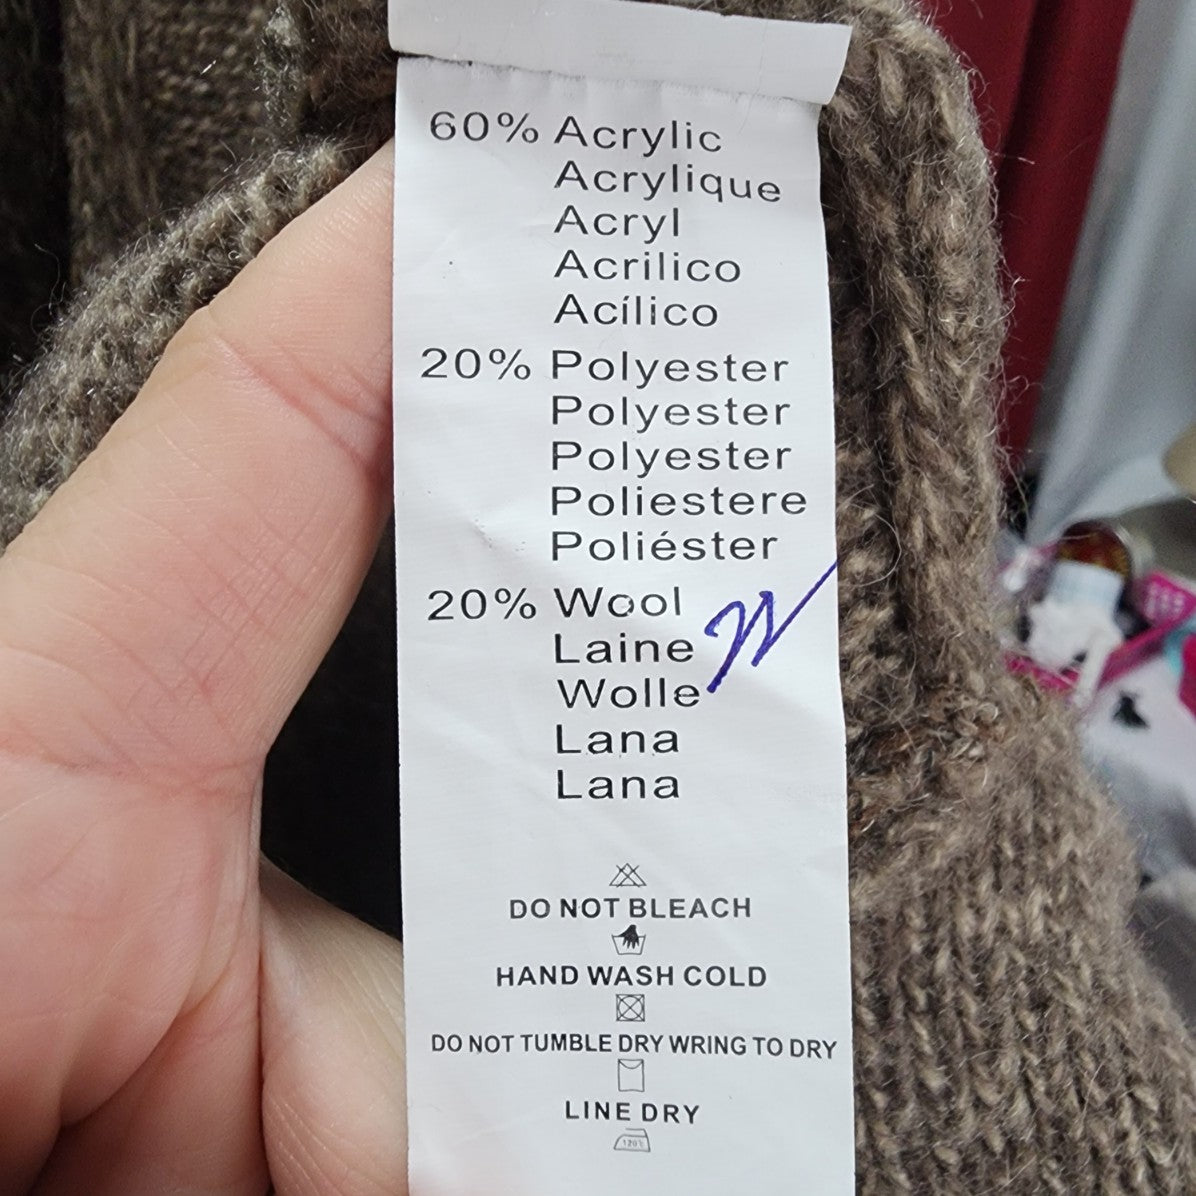 60% Acrylic
Acrylique
Acryl
Acrilico
Acílico
20% Polyester
Polyester
Polyester
Poliestere
Poliéster
20% Wool
Laine
Wolle
Lana
Lana
DO NOT BLEACH
HAND WASH COLD
DO NOT TUMBLE DRY WRING TO DRY
LINE DRY